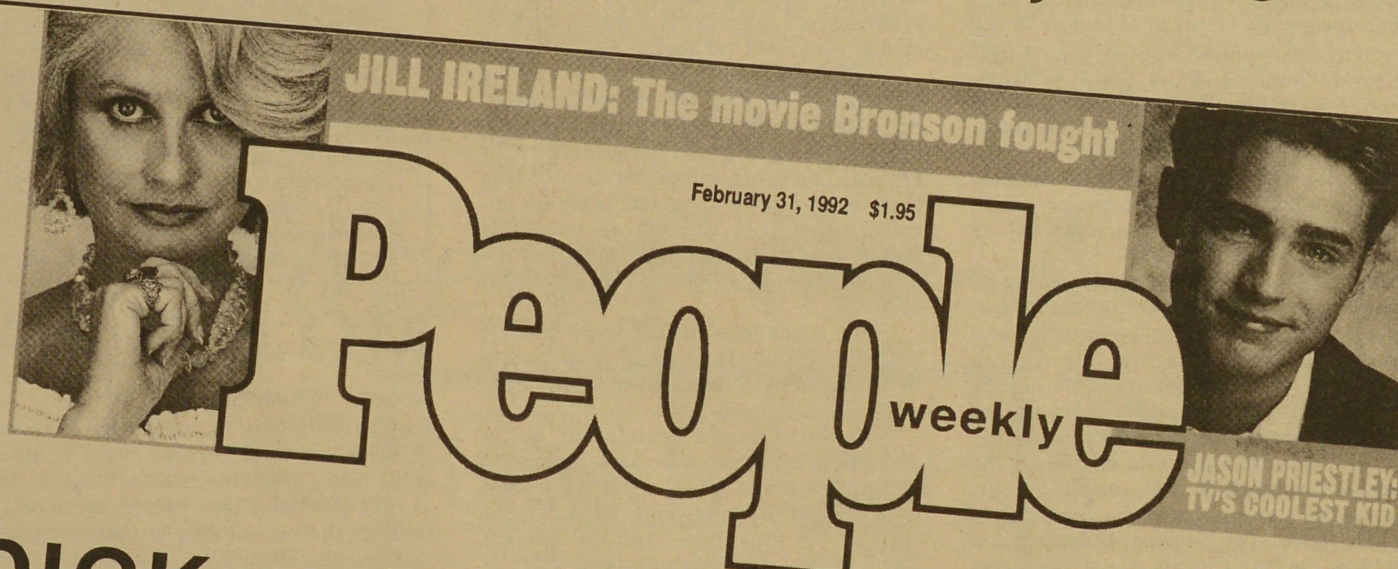 JILL IRELAND: The movie Bronson fought
February 31, 1992 $1.95
People
weekly
JASON PRIESTLEY:
TV'S COOLEST KID